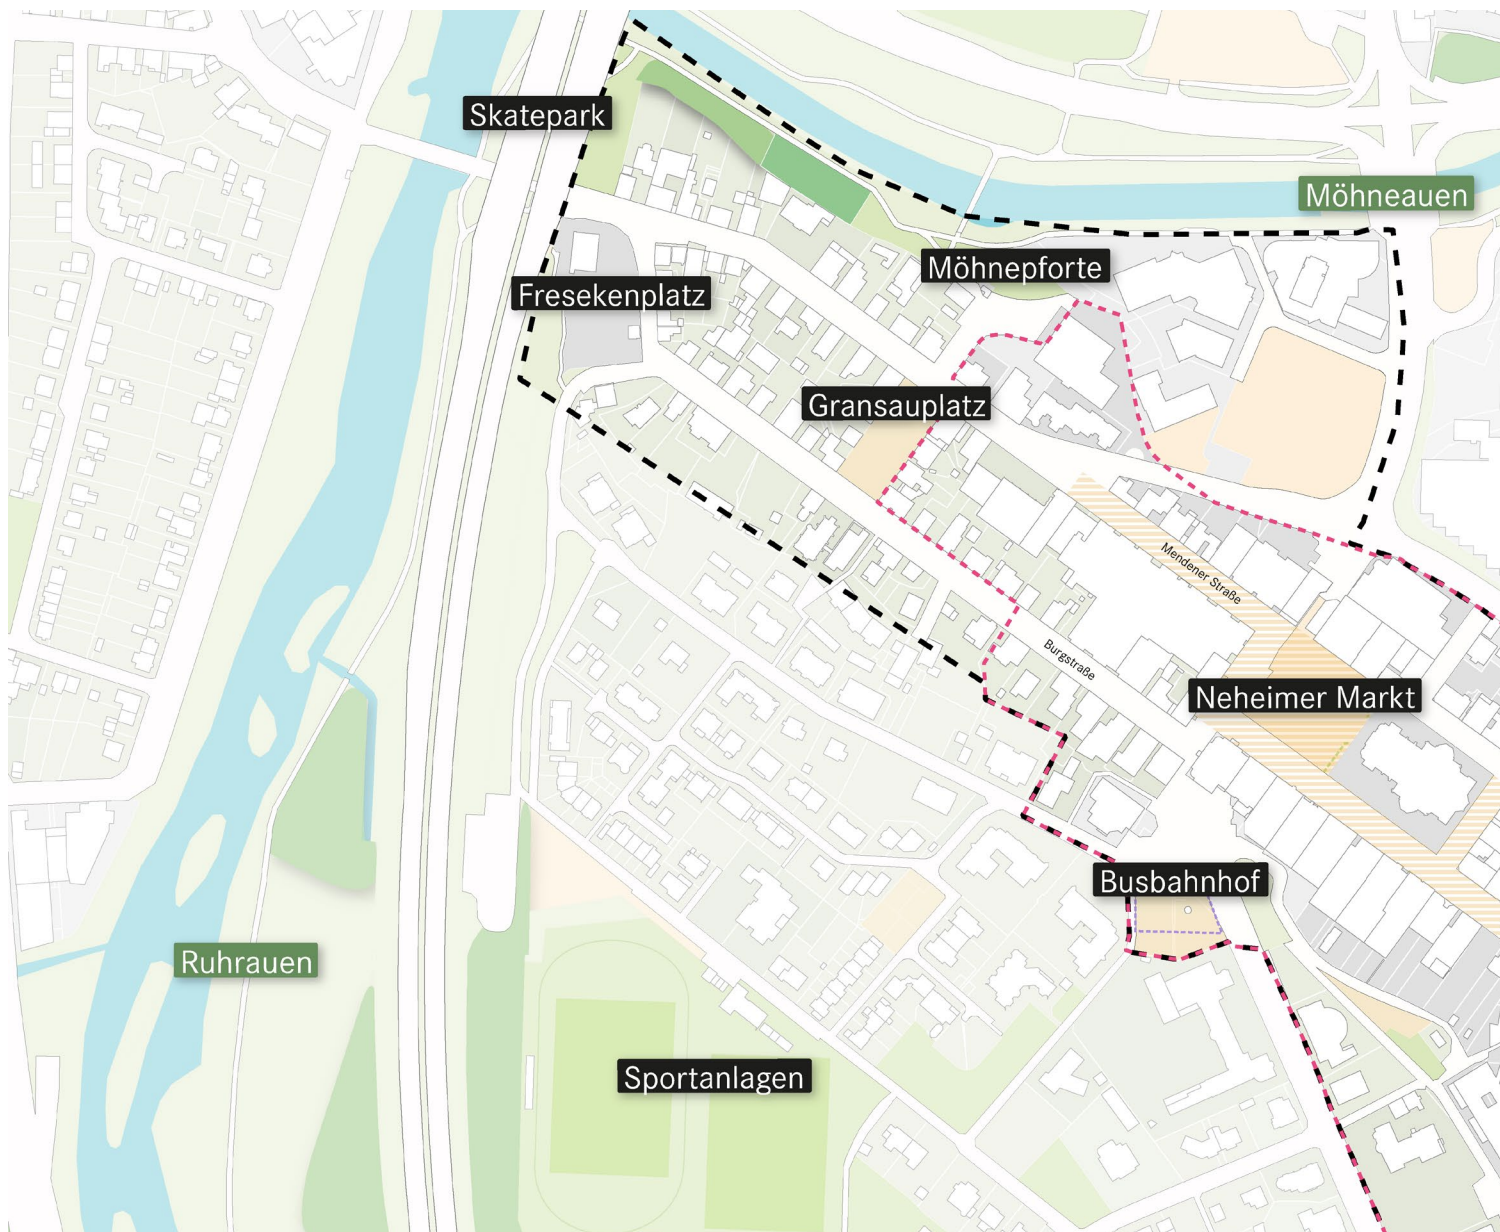 Skatepark
Möhneauen
Möhnepforte
Fresekenplatz
Gransauplatz
Mendener Straße
Burgstraße
Neheimer Markt
Busbahnhof
Ruhrauen
Sportanlagen